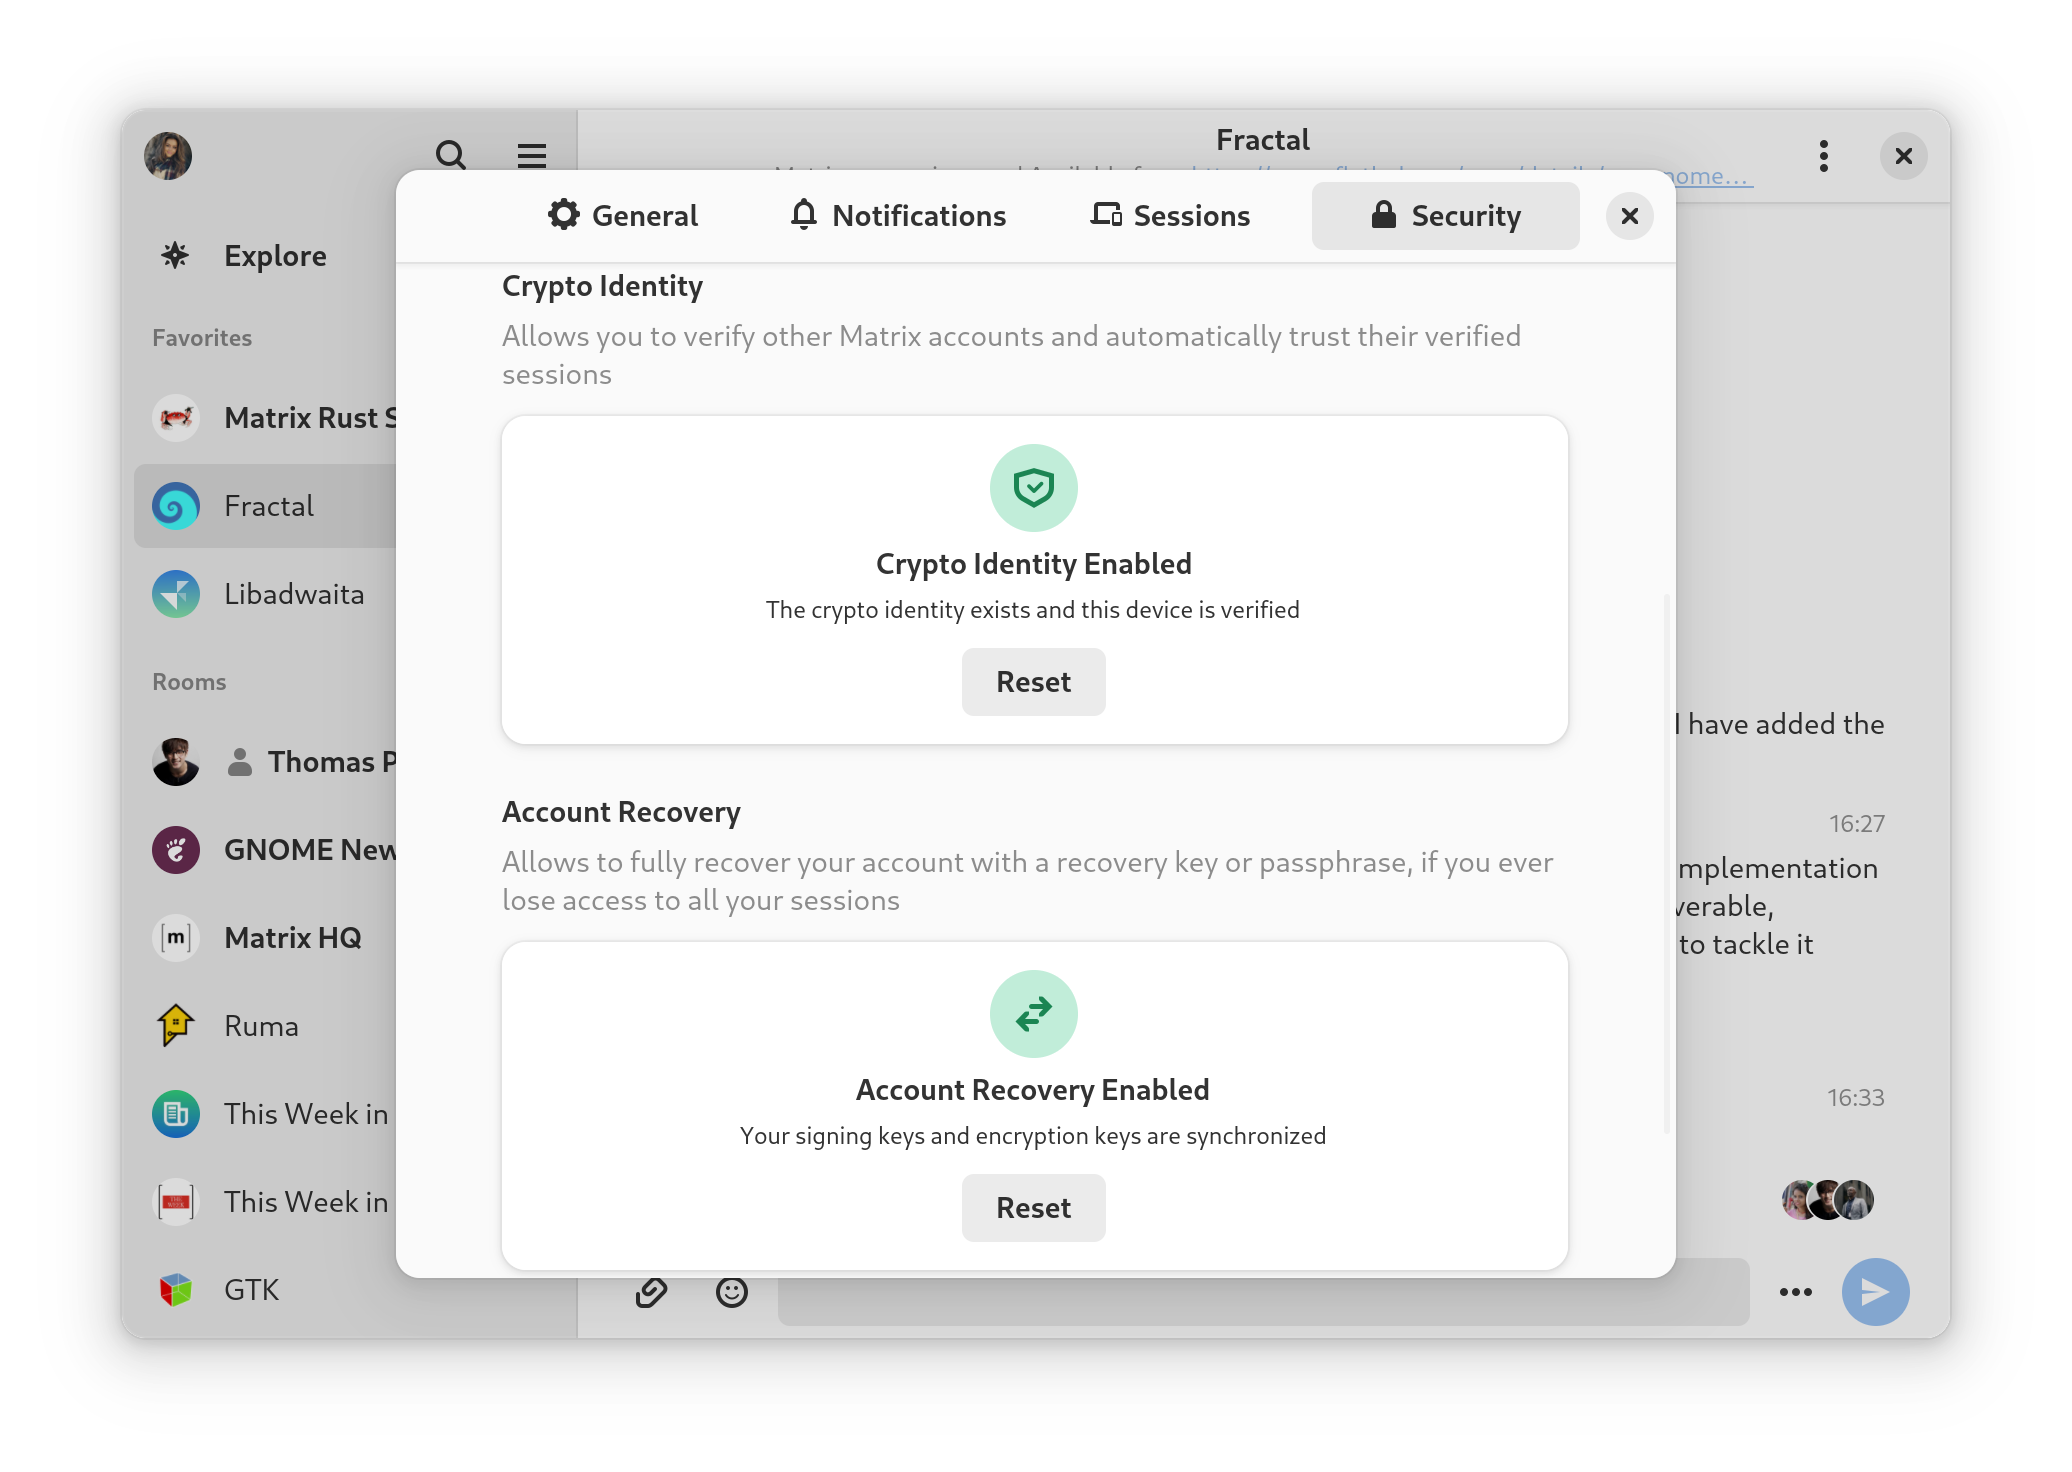 Fractal
nome...
General
Notifications
Sessions
Security
Explore
Favorites
Matrix Rust
Fractal
Libadwaita
Rooms
Thomas P
GNOME New
Matrix HQ
m
Ruma
This Week in
This Week in
GTK
Crypto Identity
Allows you to verify other Matrix accounts and automatically trust their verified
sessions
Crypto Identity Enabled
The crypto identity exists and this device is verified
Reset
Account Recovery
Allows to fully recover your account with a recovery key or passphrase, if you ever
lose access to all your sessions
Account Recovery Enabled
Your signing keys and encryption keys are synchronized
Reset
I have added the
16:27
mplementation
verable,
to tackle it
16:33